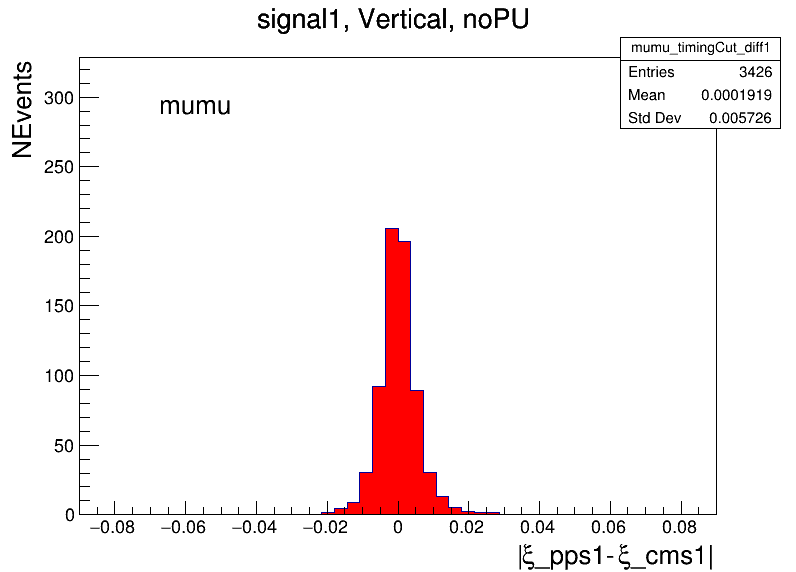 signal1, Vertical, noPU
mumu_timingCut_diff1
Entries 3426
Mean 0.0001919
Std Dev 0.005726
NEvents
mumu
300
250
200
150
100
50
0
−0.08 −0.06 −0.04 −0.02 0 0.02 0.04 0.06 0.08
|ξ_pps1-ξ_cms1|